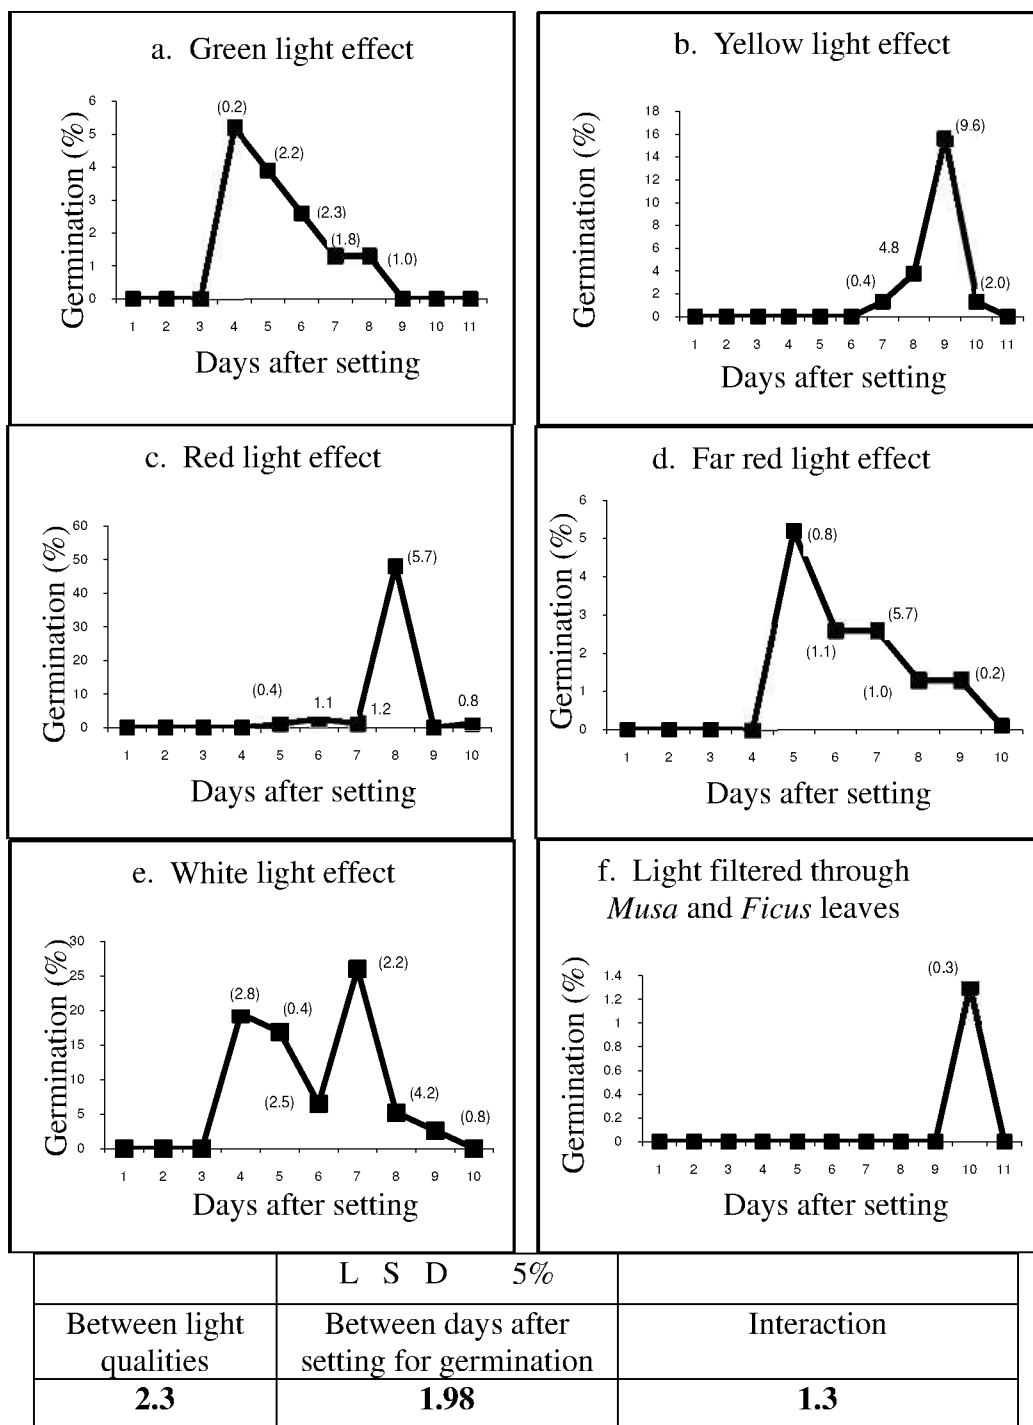 a. Green light effect
Germination (%)
6
5
4
3
2
1
0
(0.2)
(2.2)
(2.3)
(1.8)
(1.0)
1 2 3 4 5 6 7 8 9 10 11
Days after setting
b. Yellow light effect
Germination (%)
18
16
14
12
10
8
6
4
2
0
(9.6)
4.8
(0.4)
(2.0)
1 2 3 4 5 6 7 8 9 10 11
Days after setting
c. Red light effect
Germination (%)
60
50
40
30
20
10
0
(5.7)
(0.4)
1.1
1.2
0.8
1 2 3 4 5 6 7 8 9 10
Days after setting
d. Far red light effect
Germination (%)
6
5
4
3
2
1
0
(0.8)
(5.7)
(1.1)
(1.0)
(0.2)
1 2 3 4 5 6 7 8 9 10
Days after setting
e. White light effect
Germination (%)
30
25
20
15
10
5
0
(2.8)
(0.4)
(2.2)
(2.5)
(4.2)
(0.8)
1 2 3 4 5 6 7 8 9 10
Days after setting
f. Light filtered through
Musa and Ficus leaves
Germination (%)
1.4
1.2
1
0.8
0.6
0.4
0.2
0
(0.3)
1 2 3 4 5 6 7 8 9 10 11
Days after setting
L S D 5%
Between light
qualities
Between days after
setting for germination
Interaction
2.3 1.98 1.3